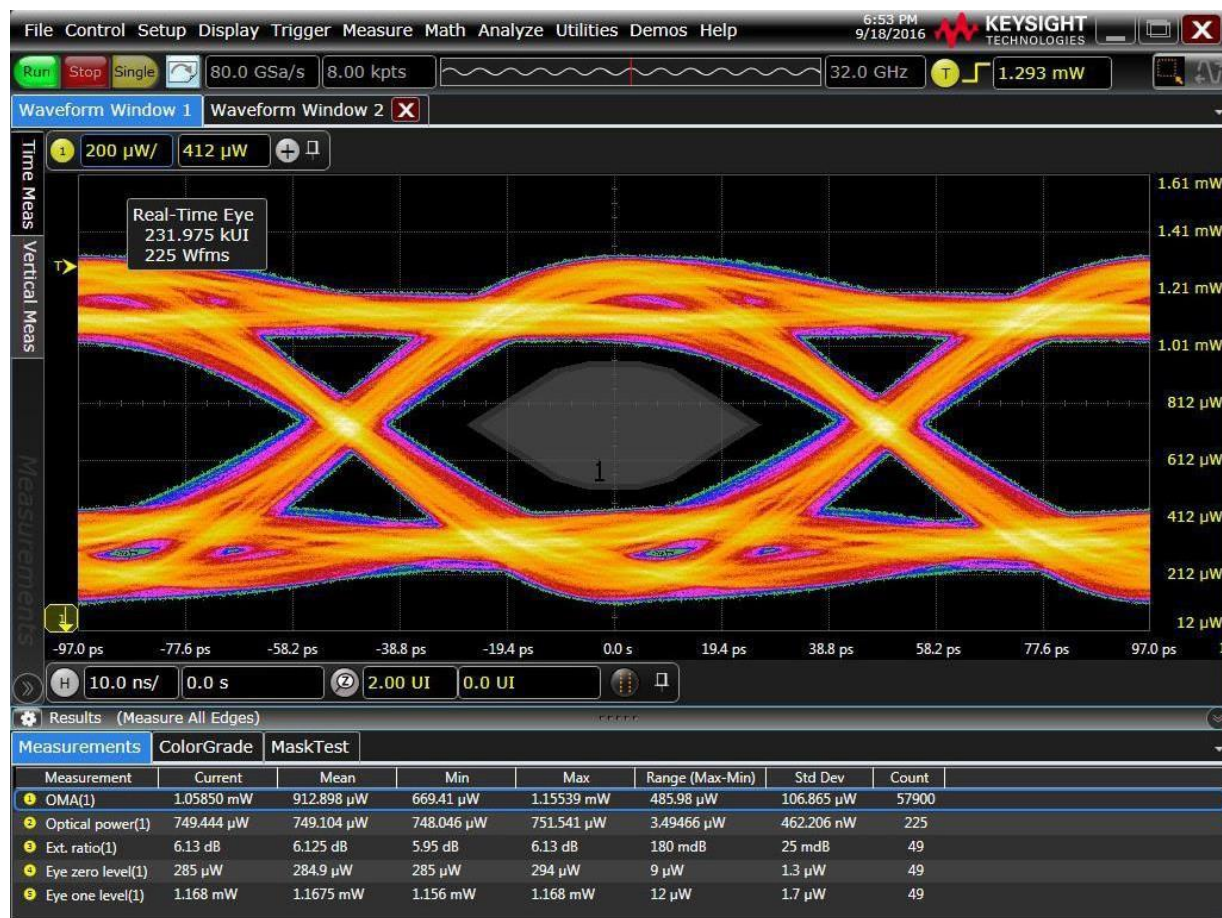 File Control Setup Display Trigger Measure Math Analyze Utilities Demos Help
6:53 PM
9/18/2016
KEYSIGHT
TECHNOLOGIES
X
Run Stop Single 80.0 GSa/s 8.00 kpts 32.0 GHz T 1.293 mW
Waveform Window 1 Waveform Window 2 X
1 200 µW/ 412 µW +
Time Meas
Vertical Meas
Measurements
Real-Time Eye
231.975 kUI
225 Wfms
T
1
1
1.61 mW
1.41 mW
1.21 mW
1.01 mW
812 µW
612 µW
412 µW
212 µW
12 µW
-97.0 ps -77.6 ps -58.2 ps -38.8 ps -19.4 ps 0.0 s 19.4 ps 38.8 ps 58.2 ps 77.6 ps 97.0 ps
H 10.0 ns/ 0.0 s Z 2.00 UI 0.0 UI
Results (Measure All Edges)
Measurements ColorGrade MaskTest
Measurement Current Mean Min Max Range (Max-Min) Std Dev Count
1 OMA(1) 1.05850 mW 912.898 µW 669.41 µW 1.15539 mW 485.98 µW 106.865 µW 57900
2 Optical power(1) 749.444 µW 749.104 µW 748.046 µW 751.541 µW 3.49466 µW 462.206 nW 225
3 Ext. ratio(1) 6.13 dB 6.125 dB 5.95 dB 6.13 dB 180 mdB 25 mdB 49
4 Eye zero level(1) 285 µW 284.9 µW 285 µW 294 µW 9 µW 1.3 µW 49
5 Eye one level(1) 1.168 mW 1.1675 mW 1.156 mW 1.168 mW 12 µW 1.7 µW 49